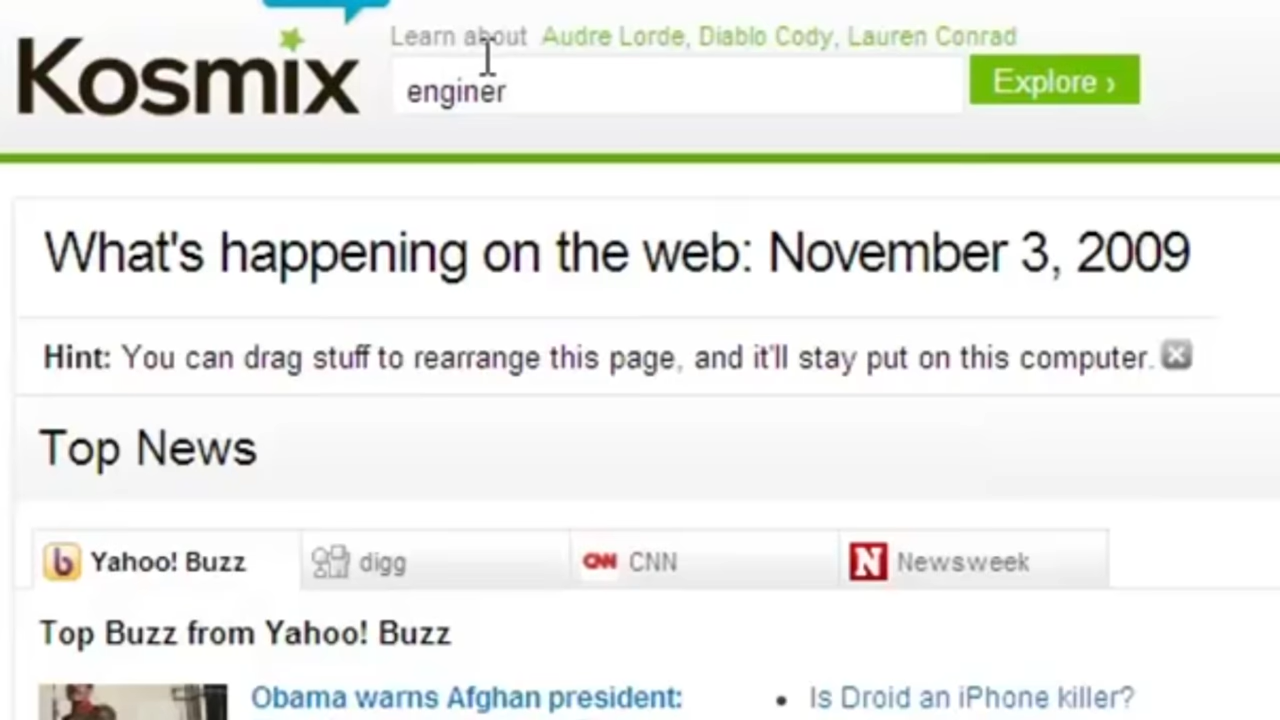 Kosmix
Learn about Audre Lorde, Diablo Cody, Lauren Conrad
enginer
Explore ›
What's happening on the web: November 3, 2009
Hint: You can drag stuff to rearrange this page, and it'll stay put on this computer.
Top News
Yahoo! Buzz
digg
CNN CNN
N Newsweek
Top Buzz from Yahoo! Buzz
Obama warns Afghan president:
• Is Droid an iPhone killer?